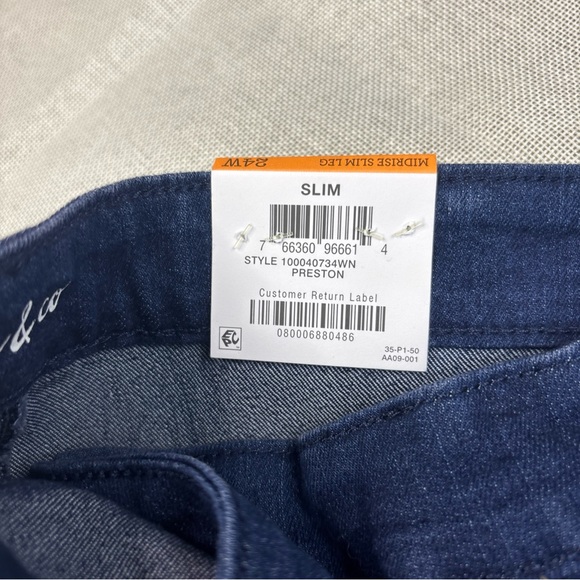 24W MIDRISE SLIM LEG
SLIM
7 66360 96661 4
STYLE 100040734WN
PRESTON
Customer Return Label
080006880486
35-P1-50
AA09-001
& co